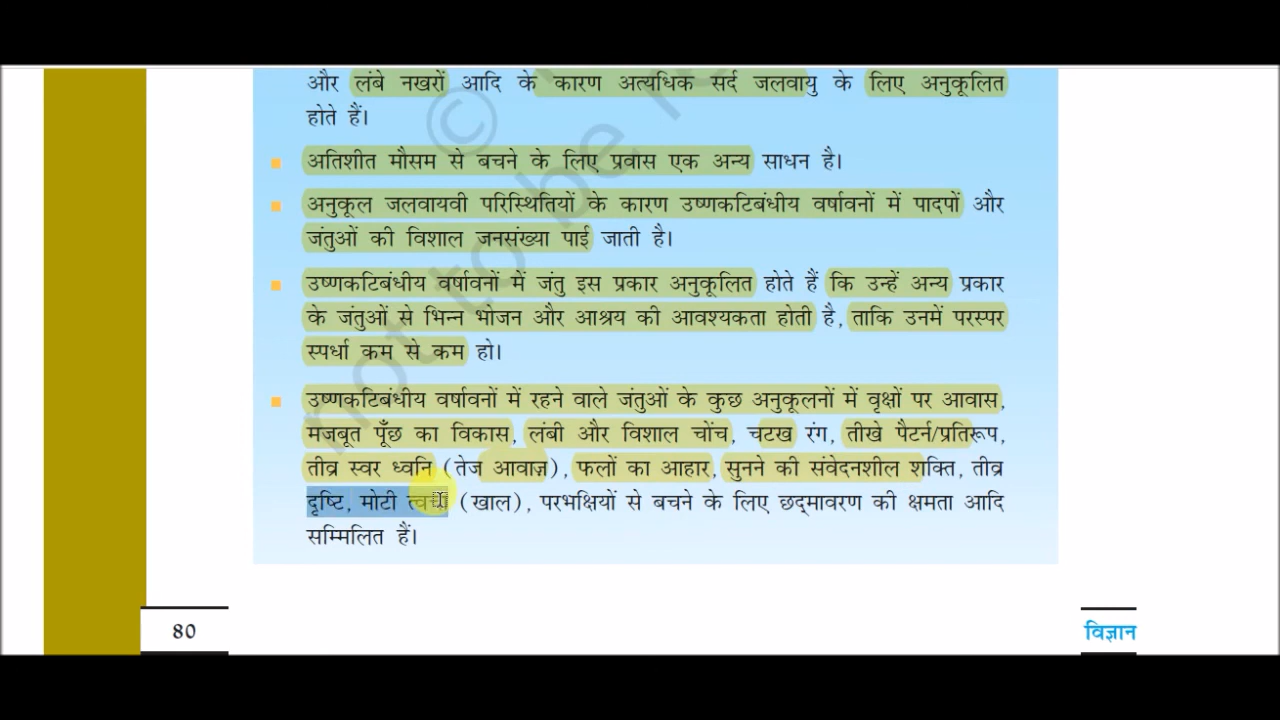 और लंबे नखरों आदि के कारण अत्यधिक सर्द जलवायु के लिए अनुकूलित
होते हैं।
अतिशीत मौसम से बचने के लिए प्रवास एक अन्य साधन है।
अनुकूल जलवायवी परिस्थितियों के कारण उष्णकटिबंधीय वर्षावनों में पादपों और
जंतुओं की विशाल जनसंख्या पाई जाती है।
उष्णकटिबंधीय वर्षावनों में जंतु इस प्रकार अनुकूलित होते हैं कि उन्हें अन्य प्रकार
के जंतुओं से भिन्न भोजन और आश्रय की आवश्यकता होती है, ताकि उनमें परस्पर
स्पर्धा कम से कम हो।
उष्णकटिबंधीय वर्षावनों में रहने वाले जंतुओं के कुछ अनुकूलनों में वृक्षों पर आवास,
मजबूत पूँछ का विकास, लंबी और विशाल चोंच, चटख रंग, तीखे पैटर्न/प्रतिरूप,
तीव्र स्वर ध्वनि (तेज आवाज़), फलों का आहार, सुनने की संवेदनशील शक्ति, तीव्र
दृष्टि, मोटी त्वचा (खाल), परभक्षियों से बचने के लिए छद्मावरण की क्षमता आदि
सम्मिलित हैं।
80
विज्ञान
© not to be re